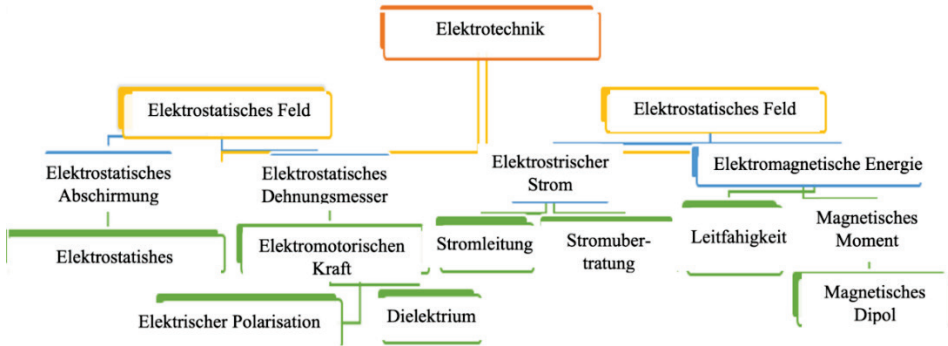 Elektrotechnik
Elektrostatisches Feld
Elektrostatisches Feld
Elektrostatisches
Abschirmung
Elektrostatisches
Dehnungsmesser
Elektrostrischer
Strom
Elektromagnetische Energie
Elektrostatishes
Elektromotorischen
Kraft
Stromleitung
Stromuber-
tratung
Leitfahigkeit
Magnetisches
Moment
Elektrischer Polarisation
Dielektrium
Magnetisches
Dipol